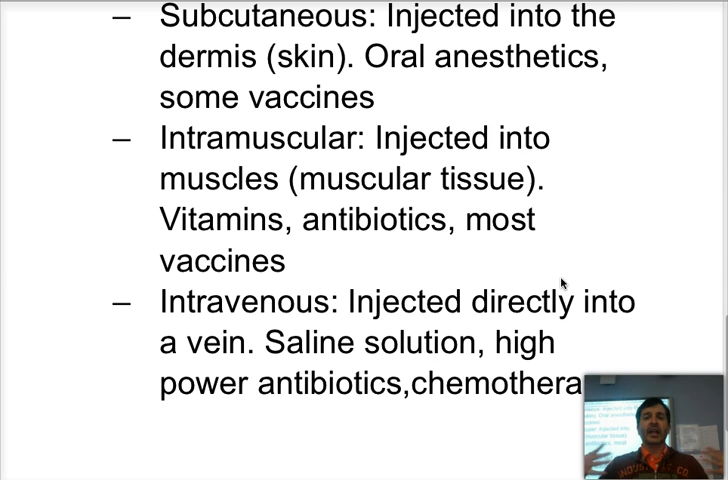 – Subcutaneous: Injected into the
dermis (skin). Oral anesthetics,
some vaccines
– Intramuscular: Injected into
muscles (muscular tissue).
Vitamins, antibiotics, most
vaccines
– Intravenous: Injected directly into
a vein. Saline solution, high
power antibiotics,chemothera